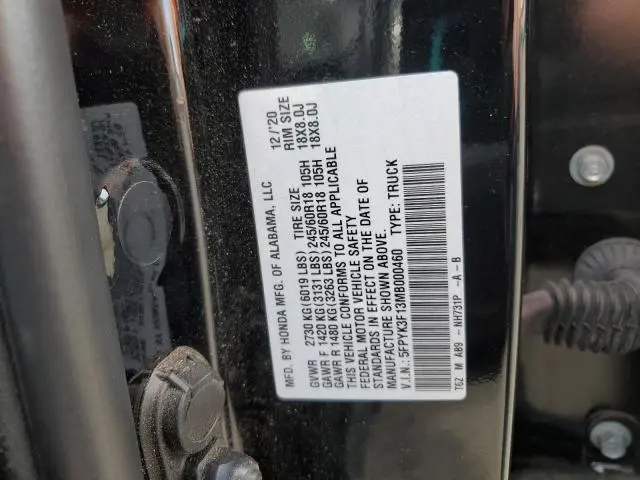 MFD. BY HONDA MFG. OF ALABAMA, LLC 12/'20
TIRE SIZE RIM SIZE
GVWR 2730 KG(6019 LBS)
GAWR F 1420 KG(3131 LBS)245/60R18 105H 18X8.0J
GAWR R 1480 KG(3263 LBS)245/60R18 105H 18X8.0J
THIS VEHICLE CONFORMS TO ALL APPLICABLE
FEDERAL MOTOR VEHICLE SAFETY
STANDARDS IN EFFECT ON THE DATE OF
MANUFACTURE SHOWN ABOVE.
V.I.N.:5FPYK3F13MB000460 TYPE: TRUCK
T6Z M AB9 -NH731P -A-B